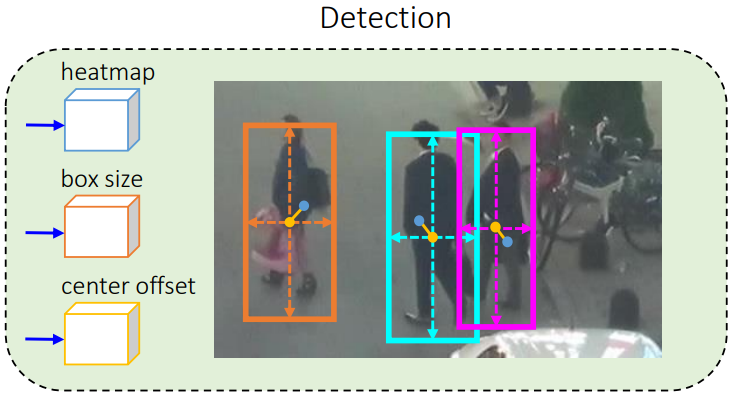 Detection
heatmap
box size
center offset